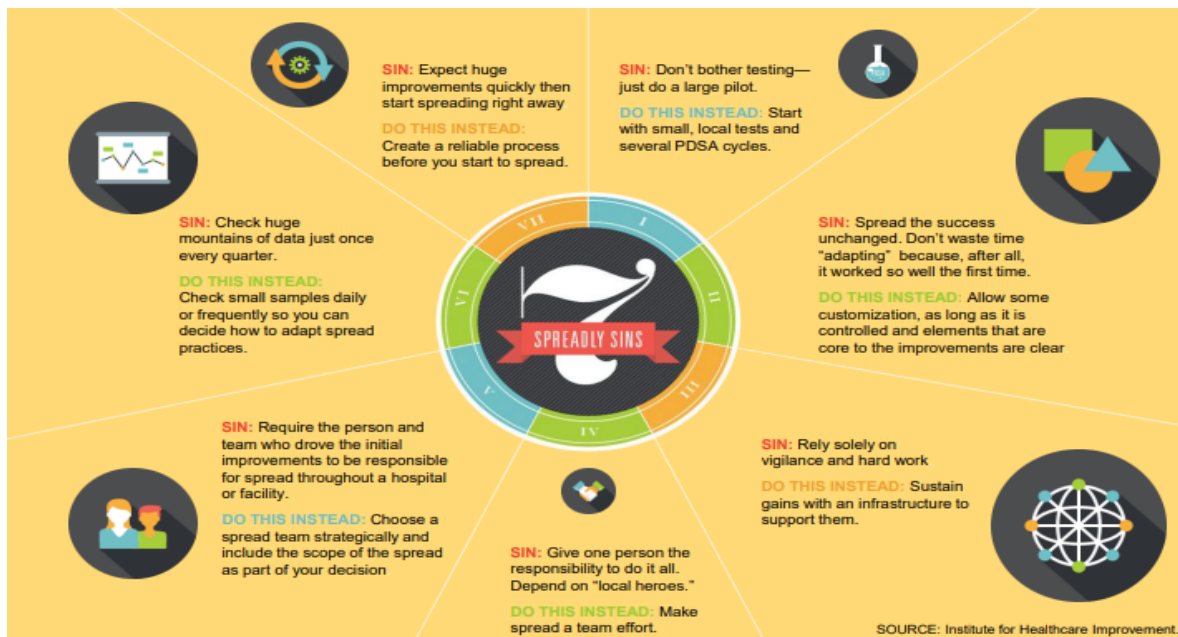 SIN: Don’t bother testing—
just do a large pilot.
DO THIS INSTEAD: Start
with small, local tests and
several PDSA cycles.
SIN: Spread the success
unchanged. Don’t waste time
“adapting” because, after all,
it worked so well the first time.
DO THIS INSTEAD: Allow some
customization, as long as it is
controlled and elements that are
core to the improvements are clear
SIN: Rely solely on
vigilance and hard work
DO THIS INSTEAD: Sustain
gains with an infrastructure to
support them.
SIN: Give one person the
responsibility to do it all.
Depend on “local heroes.”
DO THIS INSTEAD: Make
spread a team effort.
SIN: Require the person and
team who drove the initial
improvements to be responsible
for spread throughout a hospital
or facility.
DO THIS INSTEAD: Choose a
spread team strategically and
include the scope of the spread
as part of your decision
SIN: Check huge
mountains of data just once
every quarter.
DO THIS INSTEAD:
Check small samples daily
or frequently so you can
decide how to adapt spread
practices.
SIN: Expect huge
improvements quickly then
start spreading right away
DO THIS INSTEAD:
Create a reliable process
before you start to spread.
I
II
III
IV
V
VI
VII
7
SPREADLY SINS
SOURCE: Institute for Healthcare Improvement.